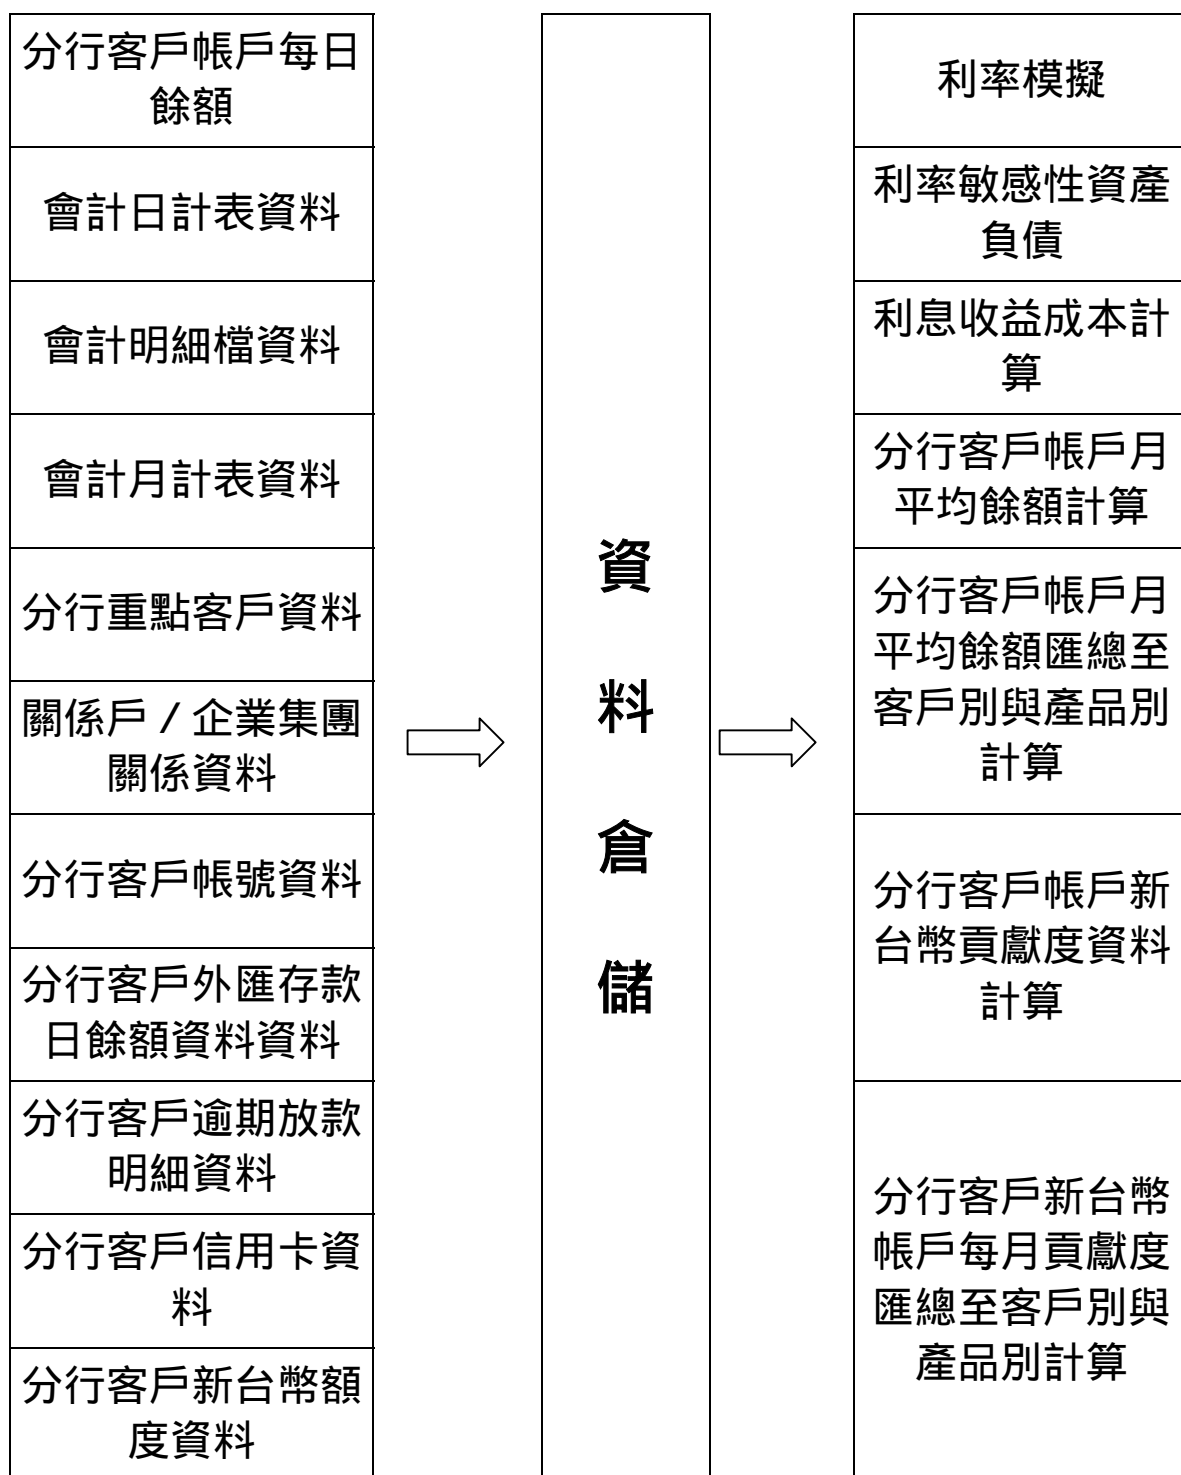 分行客戶帳戶每日
餘額
會計日計表資料
會計明細檔資料
會計月計表資料
分行重點客戶資料
關係戶 / 企業集團
關係資料
分行客戶帳號資料
分行客戶外匯存款
日餘額資料資料
分行客戶逾期放款
明細資料
分行客戶信用卡資
料
分行客戶新台幣額
度資料
資
料
倉
儲
利率模擬
利率敏感性資產
負債
利息收益成本計
算
分行客戶帳戶月
平均餘額計算
分行客戶帳戶月
平均餘額匯總至
客戶別與產品別
計算
分行客戶帳戶新
台幣貢獻度資料
計算
分行客戶新台幣
帳戶每月貢獻度
匯總至客戶別與
產品別計算